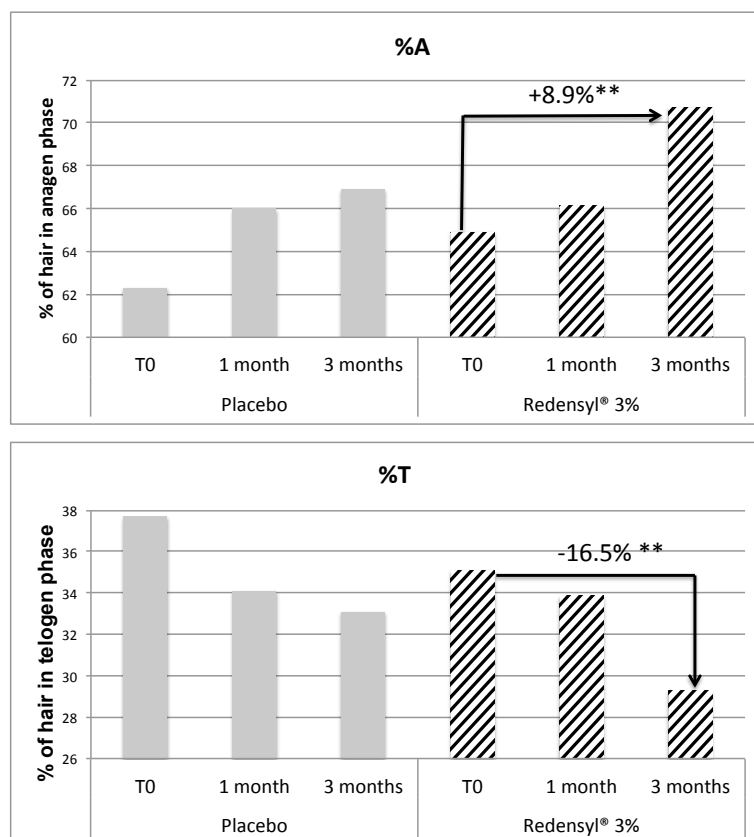 %A
% of hair in anagen phase
72
70
68
66
64
62
60
+8.9%**
T0 1 month 3 months T0 1 month 3 months
Placebo Redensyl® 3%
%T
% of hair in telogen phase
38
36
34
32
29
30
28
26
-16.5% **
T0 1 month 3 months T0 1 month 3 months
Placebo Redensyl® 3%